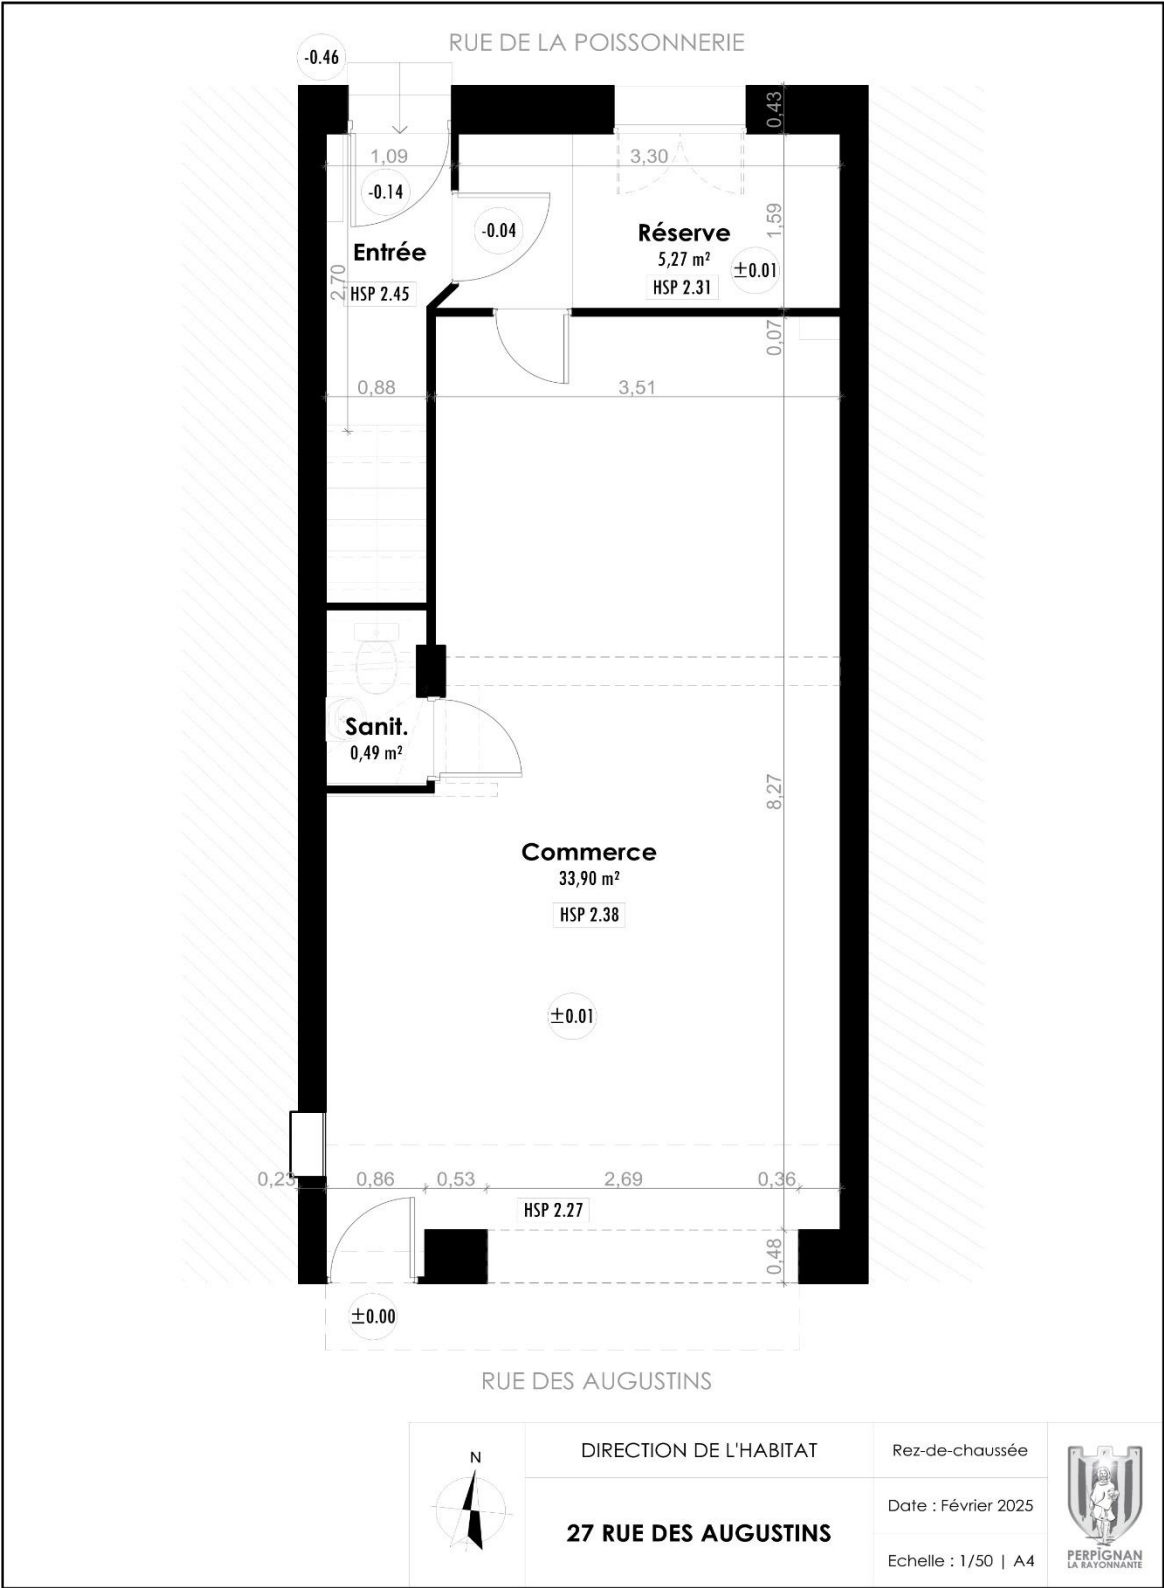 RUE DE LA POISSONNERIE
-0.46
0,43
1,09
3,30
-0.14
-0.04
1,59
Réserve
5,27 m²
±0.01
HSP 2.31
Entrée
2,70
HSP 2.45
0,07
0,88
3,51
Sanit.
0,49 m²
8,27
Commerce
33,90 m²
HSP 2.38
±0.01
0,23
0,86
0,53
2,69
0,36
HSP 2.27
0,48
±0.00
RUE DES AUGUSTINS
N
DIRECTION DE L'HABITAT
Rez-de-chaussée
27 RUE DES AUGUSTINS
Date : Février 2025
Echelle : 1/50 | A4
PERPIGNAN
LA RAYONNANTE